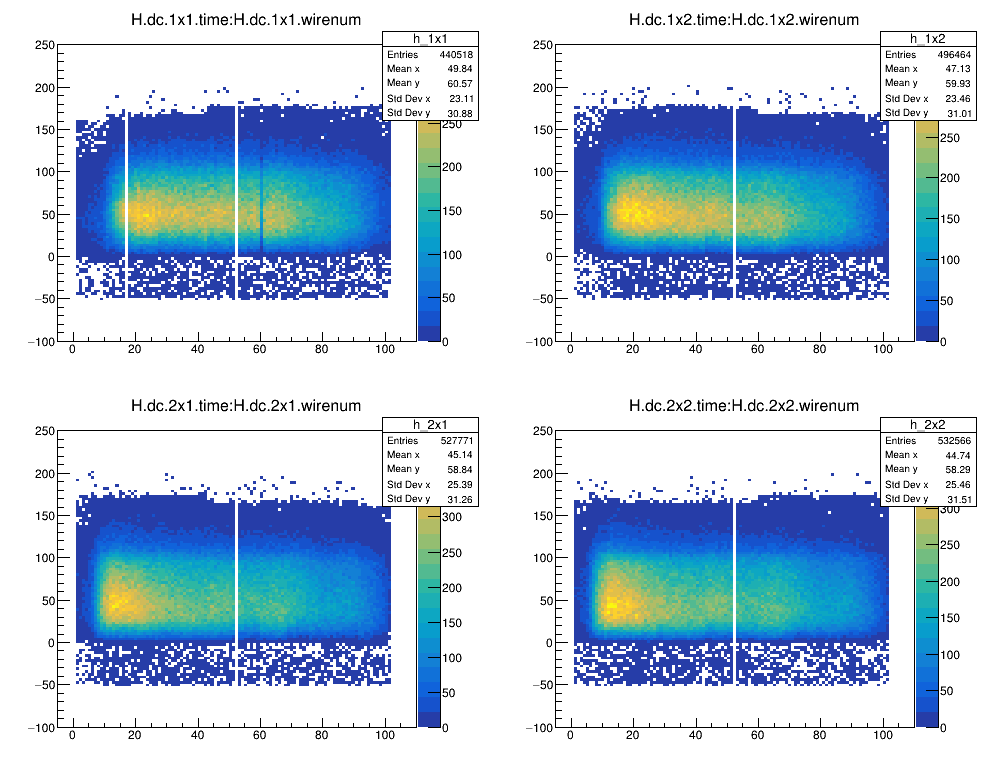 H.dc.1x1.time:H.dc.1x1.wirenum
h_1x1
Entries 440518
Mean x 49.84
Mean y 60.57
Std Dev x 23.11
Std Dev y 30.88
250
200
150
100
50
0
−50
−100
0 20 40 60 80 100
250
200
150
100
50
0
H.dc.1x2.time:H.dc.1x2.wirenum
h_1x2
Entries 496464
Mean x 47.13
Mean y 59.93
Std Dev x 23.46
Std Dev y 31.01
250
200
150
100
50
0
−50
−100
0 20 40 60 80 100
250
200
150
100
50
0
H.dc.2x1.time:H.dc.2x1.wirenum
h_2x1
Entries 527771
Mean x 45.14
Mean y 58.84
Std Dev x 25.39
Std Dev y 31.26
250
200
150
100
50
0
−50
−100
0 20 40 60 80 100
300
250
200
150
100
50
0
H.dc.2x2.time:H.dc.2x2.wirenum
h_2x2
Entries 532566
Mean x 44.74
Mean y 58.29
Std Dev x 25.46
Std Dev y 31.51
250
200
150
100
50
0
−50
−100
0 20 40 60 80 100
300
250
200
150
100
50
0